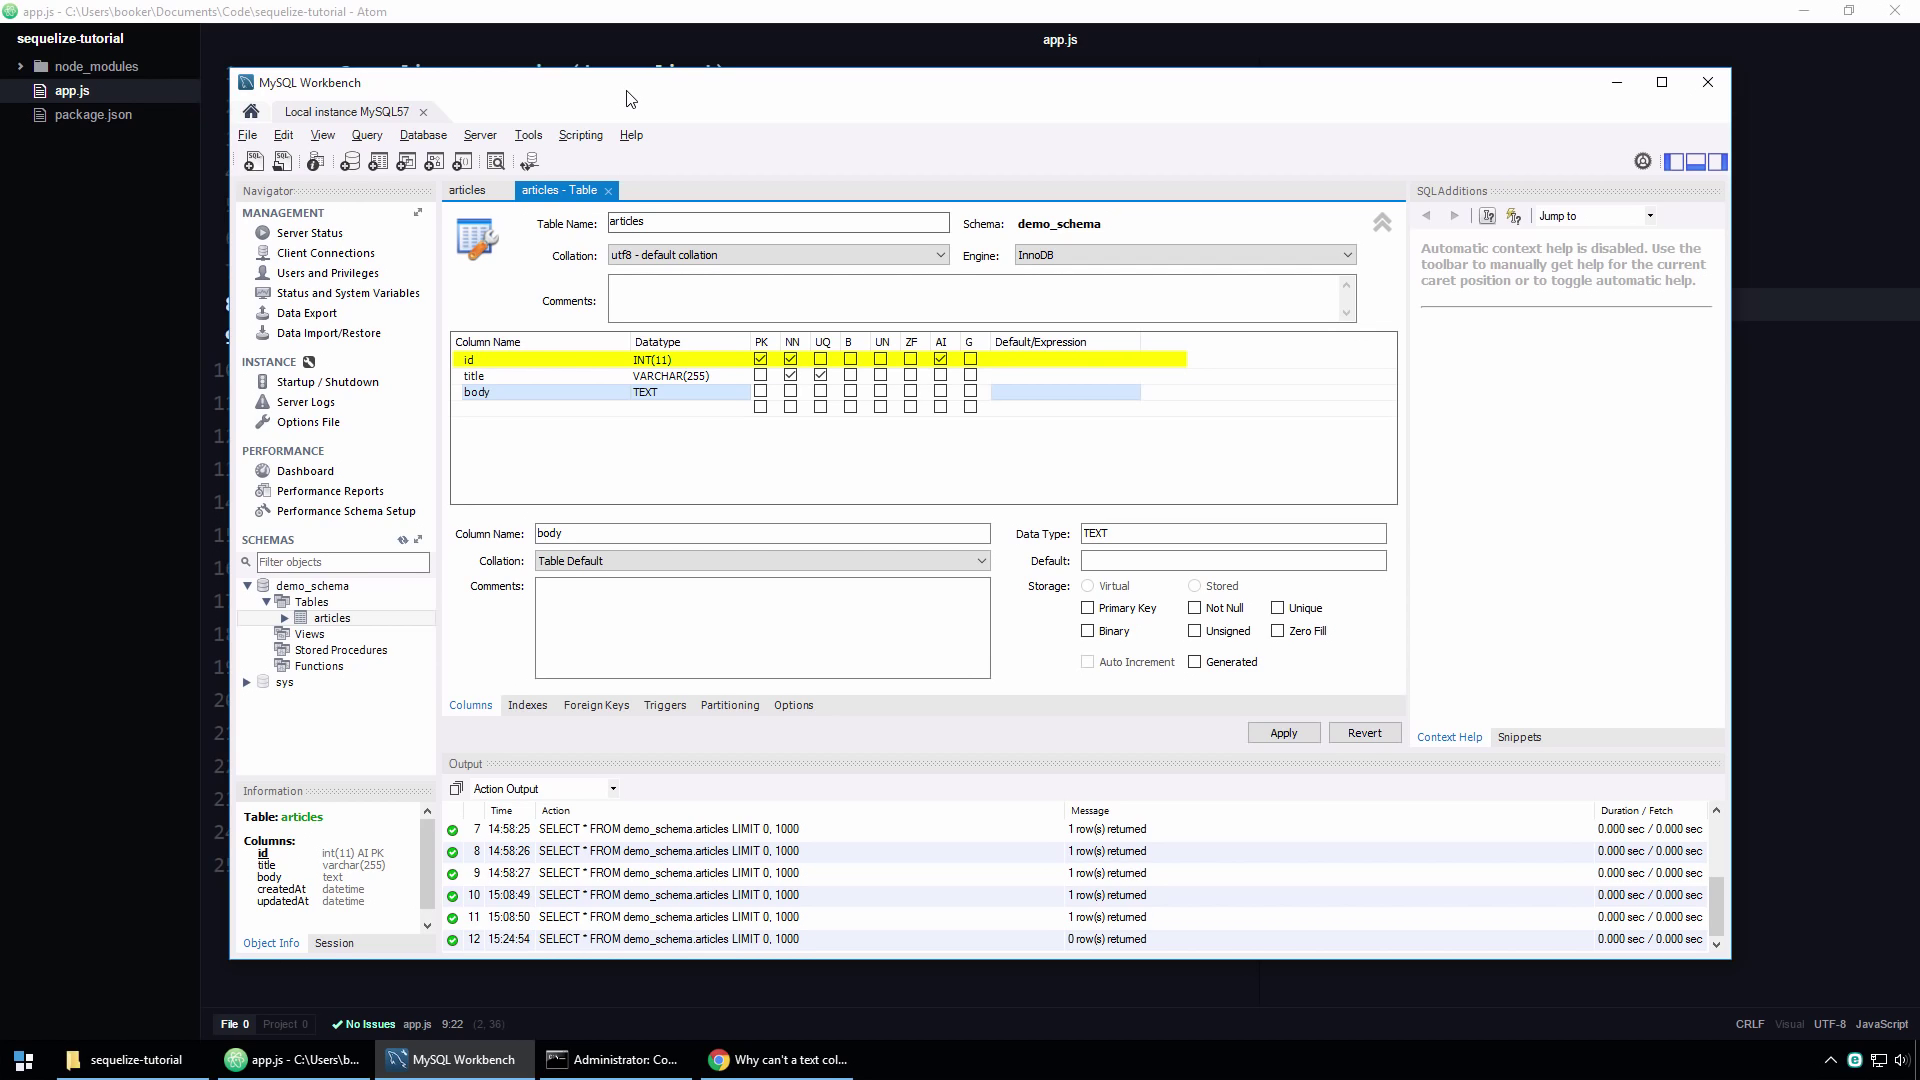 app.js - C:\Users\booker\Documents\Code\sequelize-tutorial - Atom
sequelize-tutorial
node_modules
app.js
package.json
app.js
MySQL Workbench
Local instance MySQL57
File Edit View Query Database Server Tools Scripting Help
Navigator
MANAGEMENT
Server Status
Client Connections
Users and Privileges
Status and System Variables
Data Export
Data Import/Restore
INSTANCE
Startup / Shutdown
Server Logs
Options File
PERFORMANCE
Dashboard
Performance Reports
Performance Schema Setup
SCHEMAS
Filter objects
demo_schema
Tables
articles
Views
Stored Procedures
Functions
sys
Information
Table: articles
Columns:
id int(11) AI PK
title varchar(255)
body text
createdAt datetime
updatedAt datetime
Object Info Session
articles articles - Table
Table Name: articles Schema: demo_schema
Collation: utf8 - default collation Engine: InnoDB
Comments:
Column Name Datatype PK NN UQ B UN ZF AI G Default/Expression
id INT(11)
title VARCHAR(255)
body TEXT
Column Name: body Data Type: TEXT
Collation: Table Default Default:
Comments: Storage: Virtual Stored
Primary Key Not Null Unique
Binary Unsigned Zero Fill
Auto Increment Generated
Columns Indexes Foreign Keys Triggers Partitioning Options
Apply Revert
SQLAdditions
Jump to
Automatic context help is disabled. Use the
toolbar to manually get help for the current
caret position or to toggle automatic help.
Context Help Snippets
Output
Action Output
Time Action Message Duration / Fetch
7 14:58:25 SELECT * FROM demo_schema.articles LIMIT 0, 1000 1 row(s) returned 0.000 sec / 0.000 sec
8 14:58:26 SELECT * FROM demo_schema.articles LIMIT 0, 1000 1 row(s) returned 0.000 sec / 0.000 sec
9 14:58:27 SELECT * FROM demo_schema.articles LIMIT 0, 1000 1 row(s) returned 0.000 sec / 0.000 sec
10 15:08:49 SELECT * FROM demo_schema.articles LIMIT 0, 1000 1 row(s) returned 0.000 sec / 0.000 sec
11 15:08:50 SELECT * FROM demo_schema.articles LIMIT 0, 1000 1 row(s) returned 0.000 sec / 0.000 sec
12 15:24:54 SELECT * FROM demo_schema.articles LIMIT 0, 1000 0 row(s) returned 0.000 sec / 0.000 sec
File 0 Project 0 No Issues app.js 9:22 (2, 36) CRLF Visual UTF-8 JavaScript
sequelize-tutorial app.js - C:\Users\b... MySQL Workbench Administrator: Co... Why can't a text col...